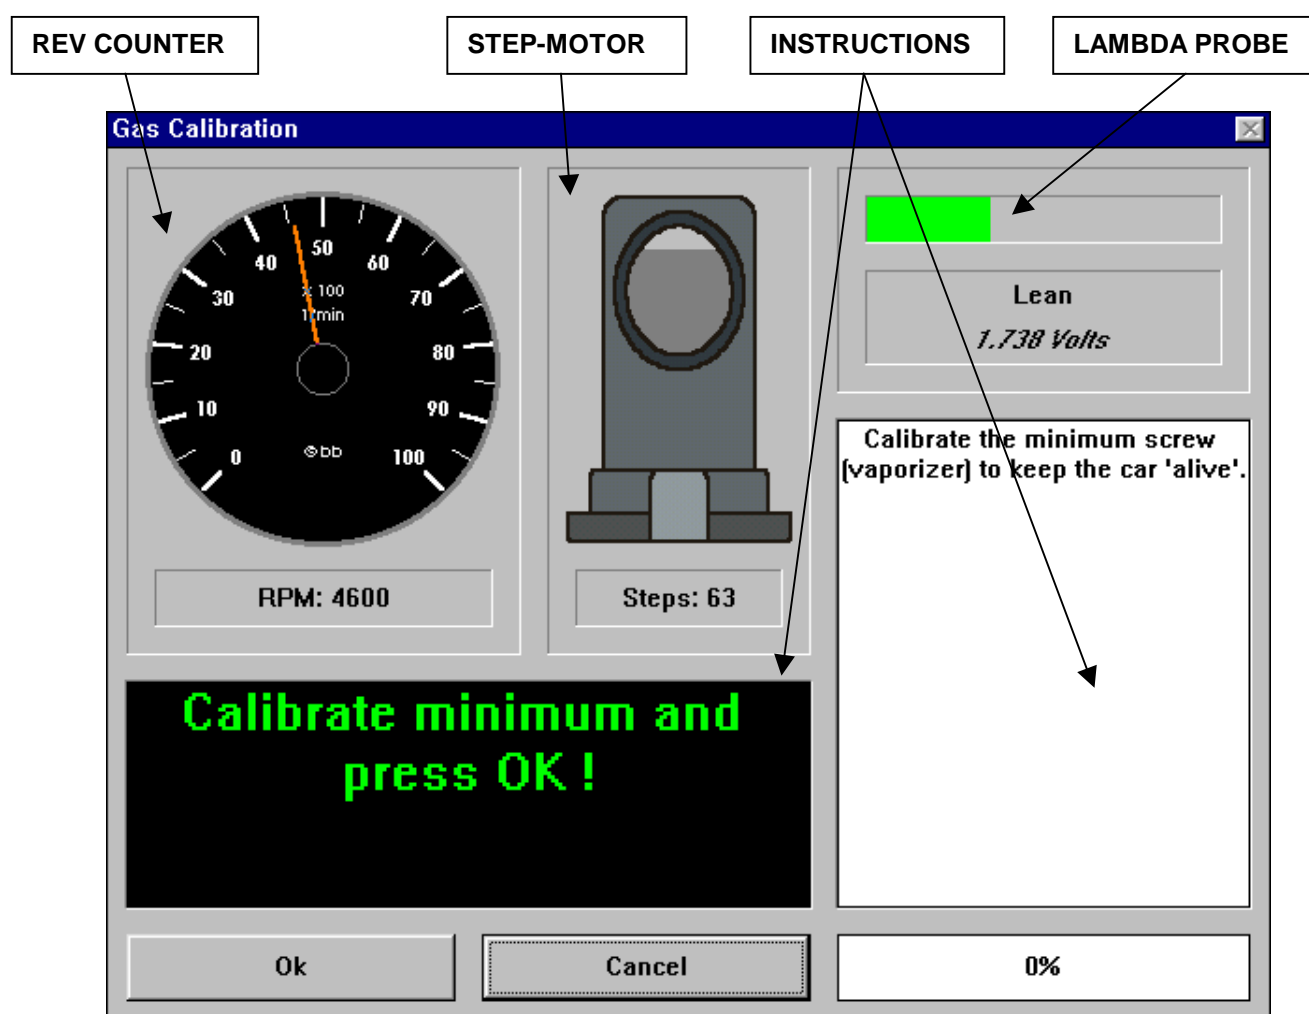 REV COUNTER
STEP-MOTOR
INSTRUCTIONS
LAMBDA PROBE
Gas Calibration
0
10
20
30
40
50
60
70
80
90
100
X 100
1/min
©bb
RPM: 4600
Steps: 63
Lean
1.738 Volts
Calibrate the minimum screw
(vaporizer) to keep the car 'alive'.
Calibrate minimum and
press OK !
Ok
Cancel
0%